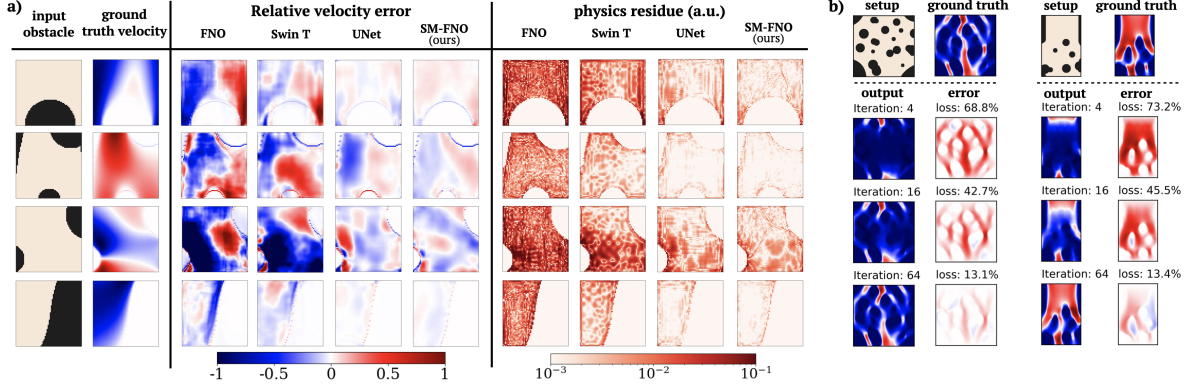 a)
input obstacle
ground truth velocity
Relative velocity error
FNO
Swin T
UNet
SM-FNO (ours)
physics residue (a.u.)
FNO
Swin T
UNet
SM-FNO (ours)
-1 -0.5 0 0.5 1
10⁻³ 10⁻² 10⁻¹
b)
setup ground truth
output error
Iteration: 4 loss: 68.8%
Iteration: 16 loss: 42.7%
Iteration: 64 loss: 13.1%
setup ground truth
output error
Iteration: 4 loss: 73.2%
Iteration: 16 loss: 45.5%
Iteration: 64 loss: 13.4%